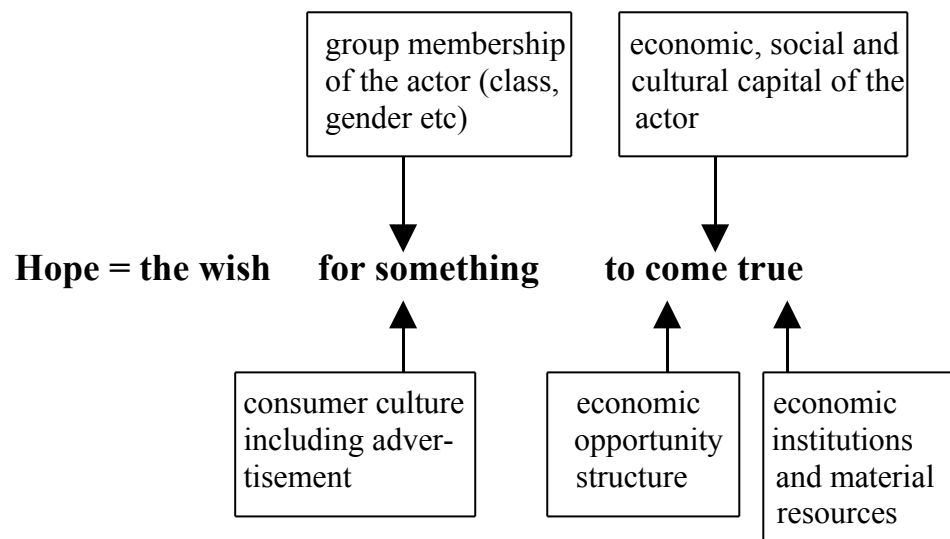 group membership
of the actor (class,
gender etc)
economic, social and
cultural capital of the
actor
Hope = the wish for something to come true
consumer culture
including adver-
tisement
economic
opportunity
structure
economic
institutions
and material
resources